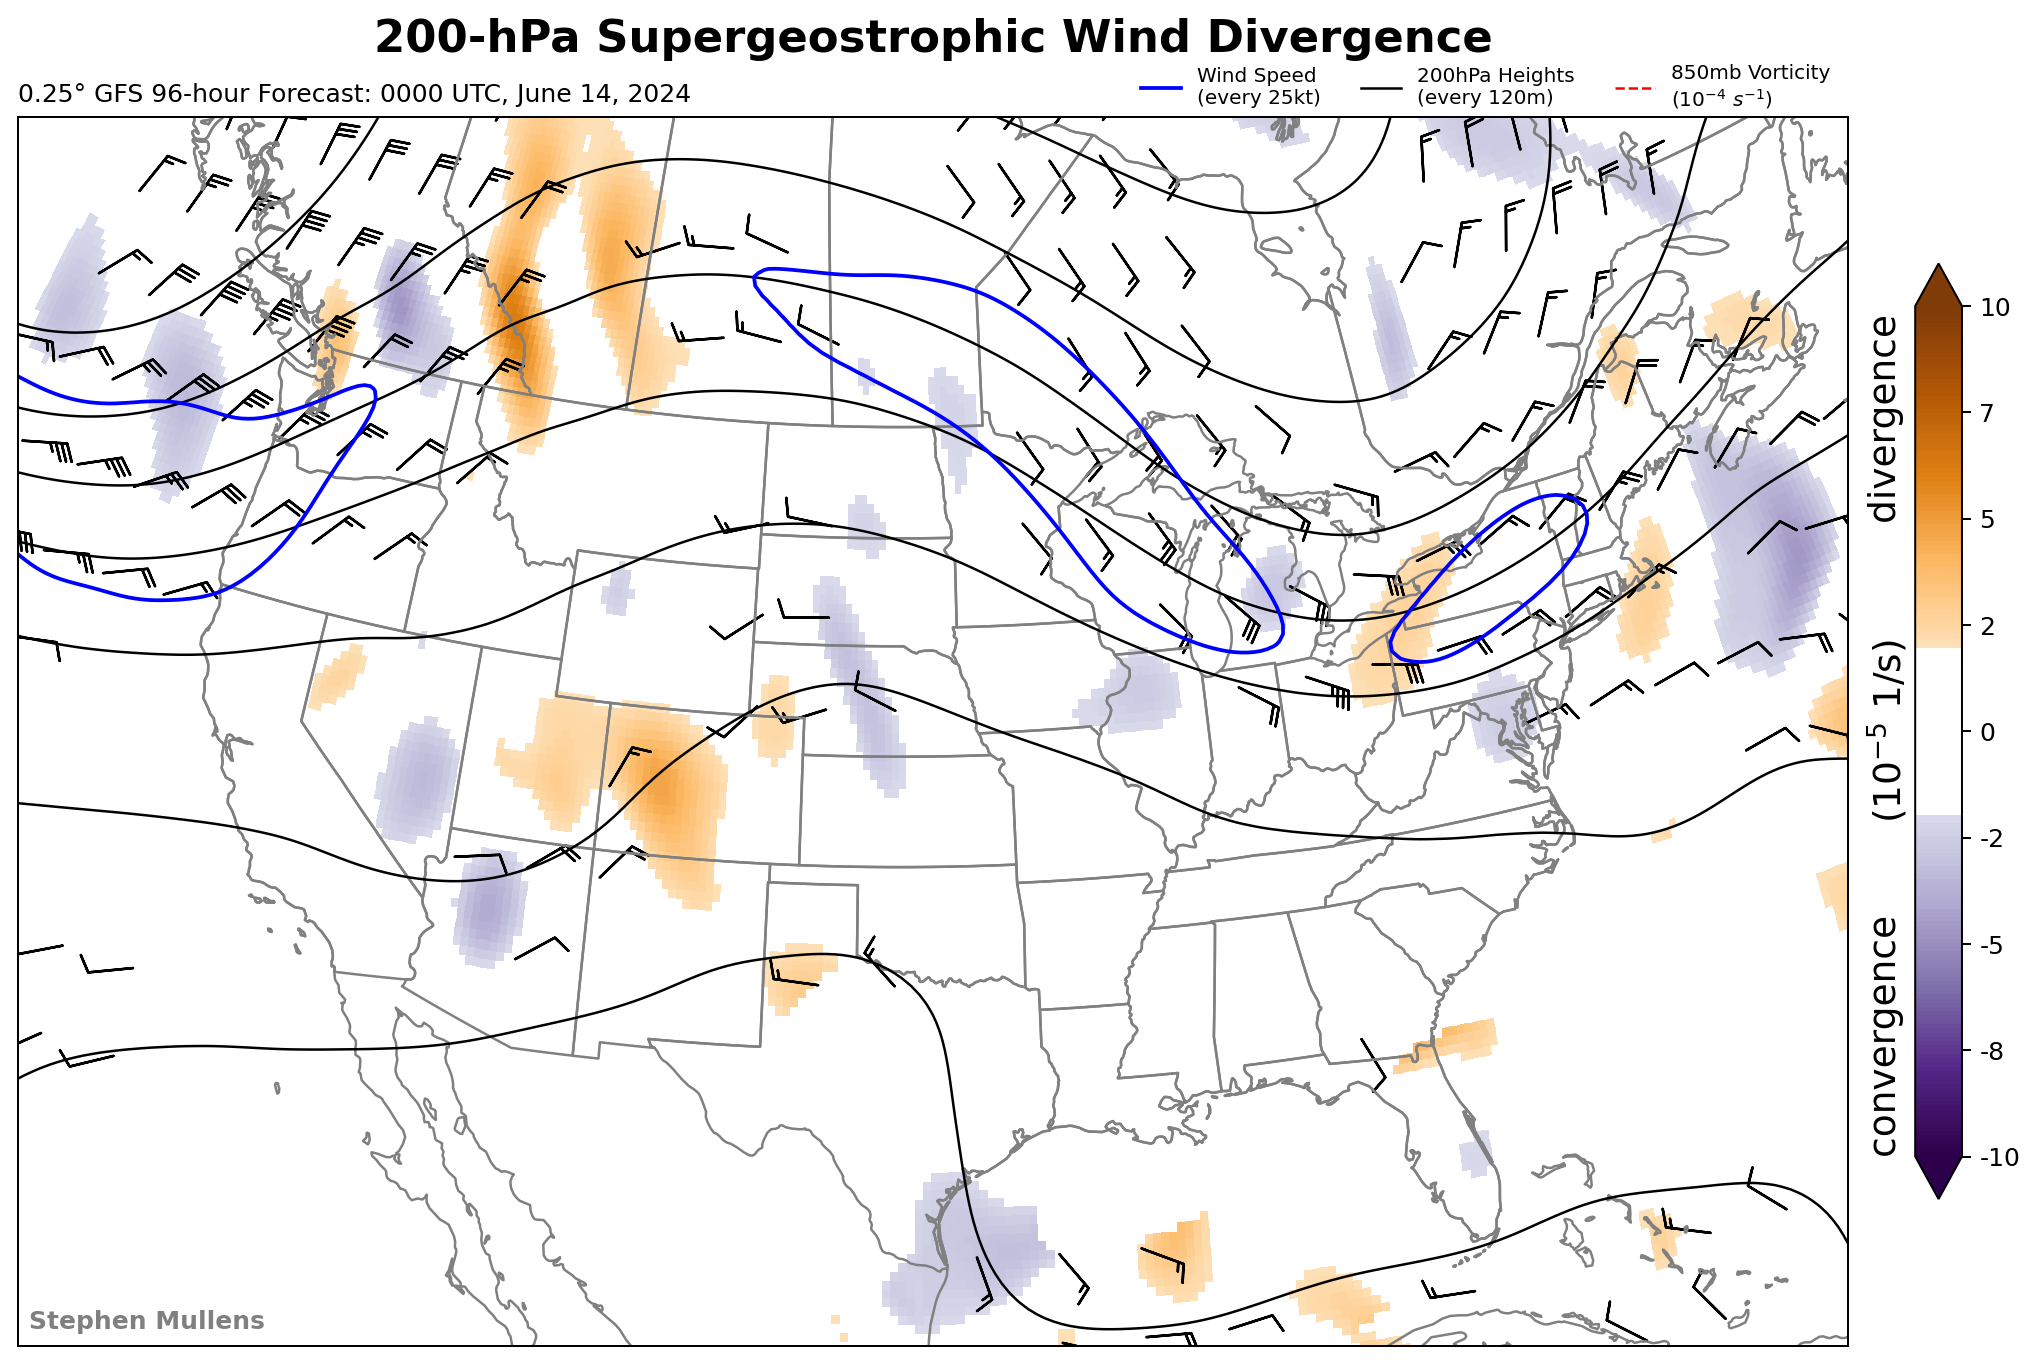 200-hPa Supergeostrophic Wind Divergence
0.25° GFS 96-hour Forecast: 0000 UTC, June 14, 2024
Wind Speed
(every 25kt)
200hPa Heights
(every 120m)
850mb Vorticity
(10⁻⁴ s⁻¹)
10
7
5
2
0
-2
-5
-8
-10
convergence (10⁻⁵ 1/s) divergence
Stephen Mullens